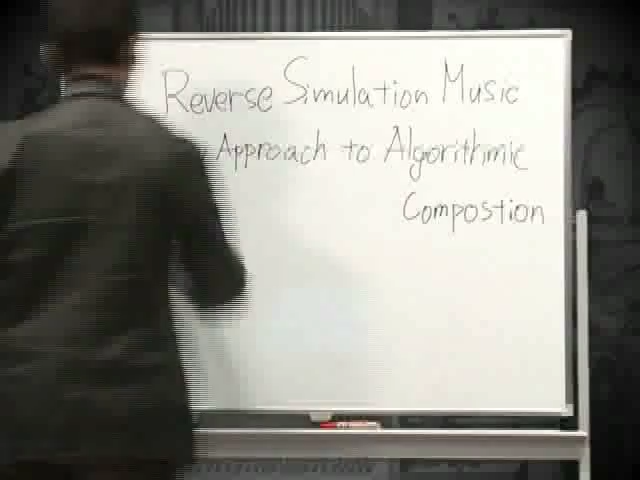 Reverse Simulation Music
Approach to Algorithmic
Compostion